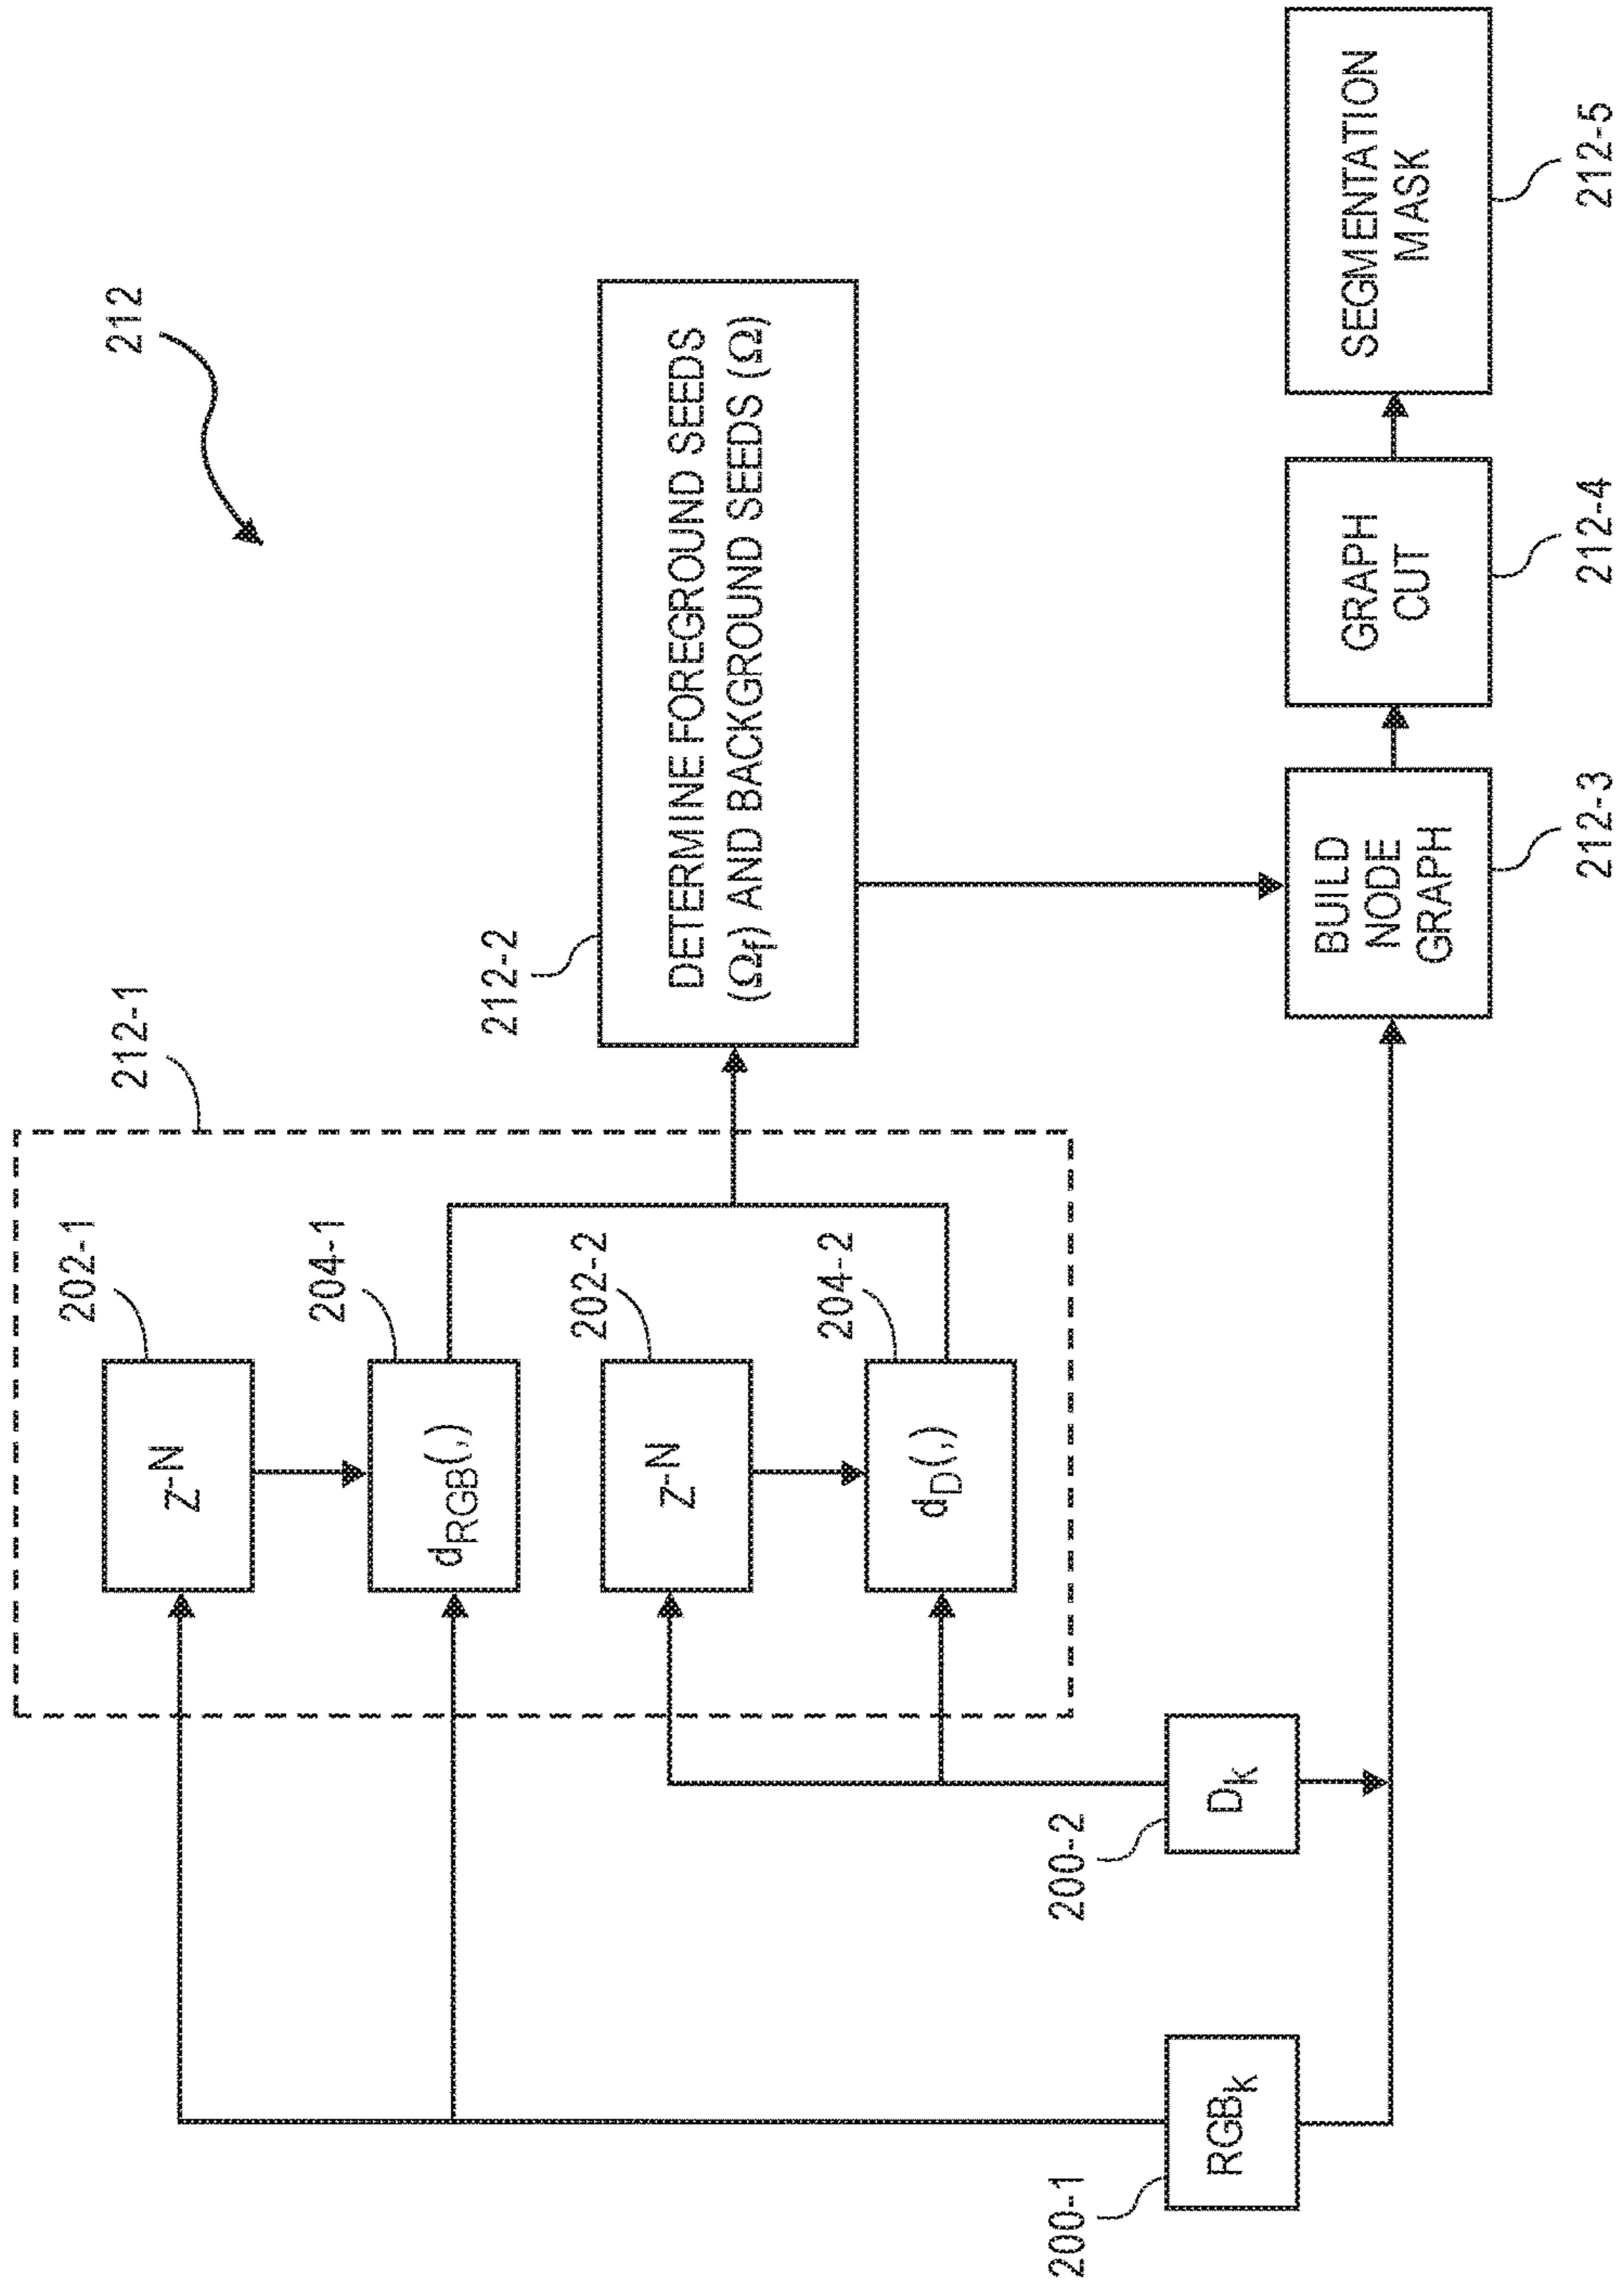 212
212-1
202-1
Z-N
204-1
d_RGB(,)
202-2
Z-N
204-2
d_D(,)
212-2
DETERMINE FOREGROUND SEEDS
(Ω_f) AND BACKGROUND SEEDS (Ω)
200-1
RGB_K
200-2
D_K
BUILD
NODE
GRAPH
212-3
GRAPH
CUT
212-4
SEGMENTATION
MASK
212-5